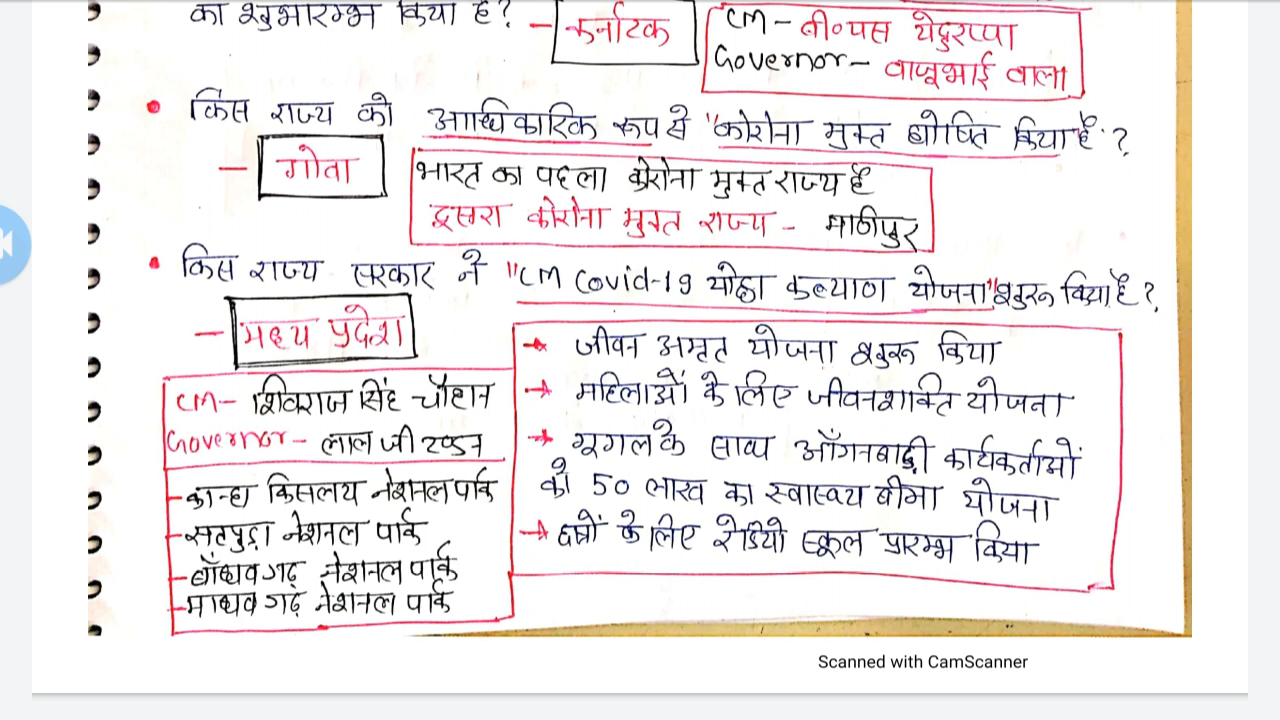 का शुभारम्भ किया है? - कर्नाटक
CM- बी०एस येदुरप्पा
Governor- वाजूभाई वाला
• किस राज्य को आधिकारिक रूप से "कोरोना मुक्त घोषित किया है?
- गोवा
भारत का पहला कोरोना मुक्त राज्य है
दूसरा कोरोना मुक्त राज्य - मणिपुर
• किस राज्य सरकार ने "CM Covid-19 योद्धा कल्याण योजना" शुरू किया है?
- मध्य प्रदेश
CM- शिवराज सिंह चौहान
Governor- लाल जी टण्डन
- कान्हा किसलय नेशनल पार्क
- सतपुड़ा नेशनल पार्क
- बाँधवगढ़ नेशनल पार्क
- माधवगढ़ नेशनल पार्क
→ जीवन अमृत योजना शुरू किया
→ महिलाओं के लिए जीवनशक्ति योजना
→ गूगल के साथ आँगनबाड़ी कार्यकर्ताओं
को 50 लाख का स्वास्थ्य बीमा योजना
→ छात्रों के लिए रेडियो स्कूल प्रारम्भ किया
Scanned with CamScanner